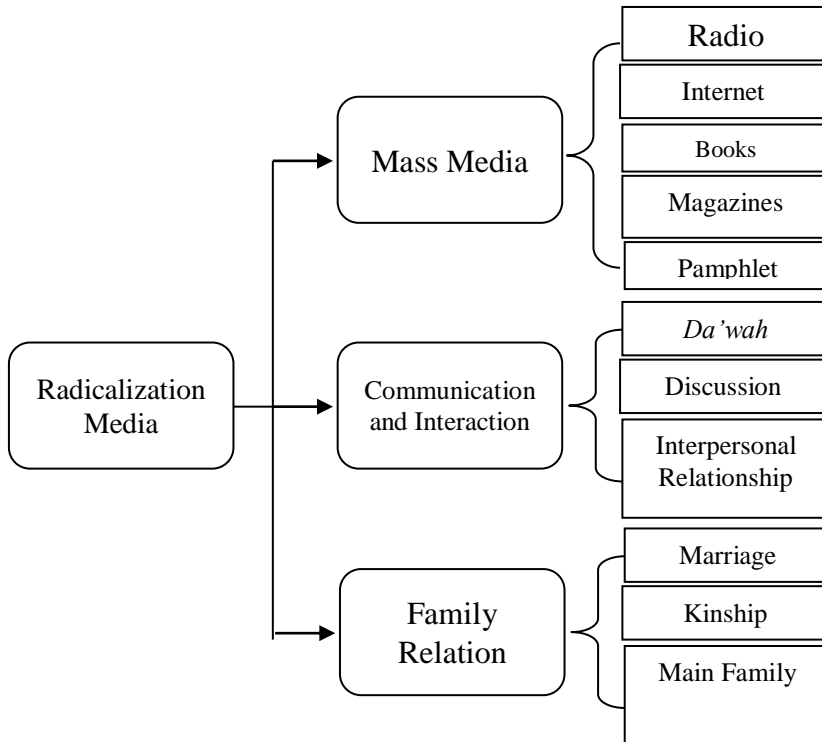 Radicalization
Media
Mass Media
Radio
Internet
Books
Magazines
Pamphlet
Communication
and Interaction
Da’wah
Discussion
Interpersonal
Relationship
Family
Relation
Marriage
Kinship
Main Family